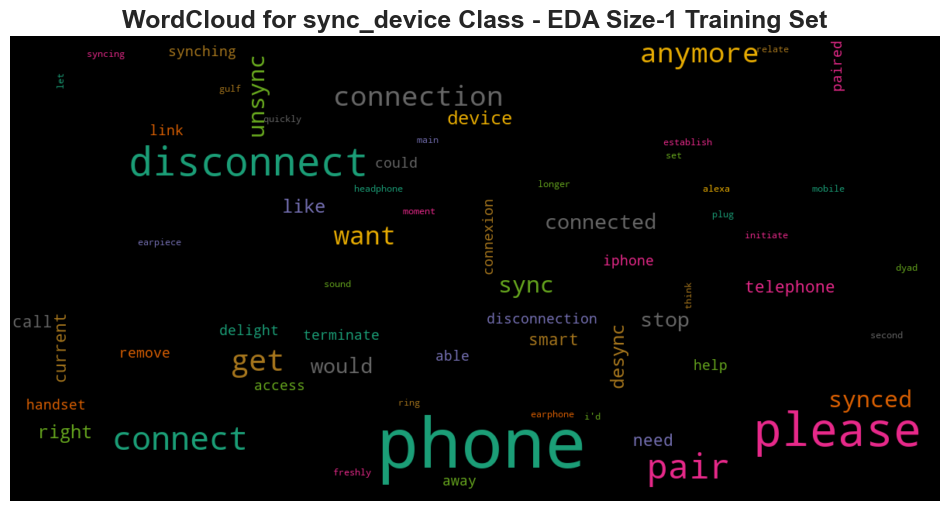 WordCloud for sync_device Class - EDA Size-1 Training Set
syncing
synching
anymore
relate
paired
let
gulf
unsync
connection
quickly
device
link
main
establish
disconnect
could
set
headphone
longer
alexa
mobile
like
moment
connexion
connected
plug
want
initiate
earpiece
iphone
dyad
sound
sync
think
telephone
call
current
delight
terminate
disconnection
smart
stop
second
remove
get
would
able
desync
help
access
handset
ring
earphone
i'd
synced
right
connect
phone
need
please
freshly
away
pair